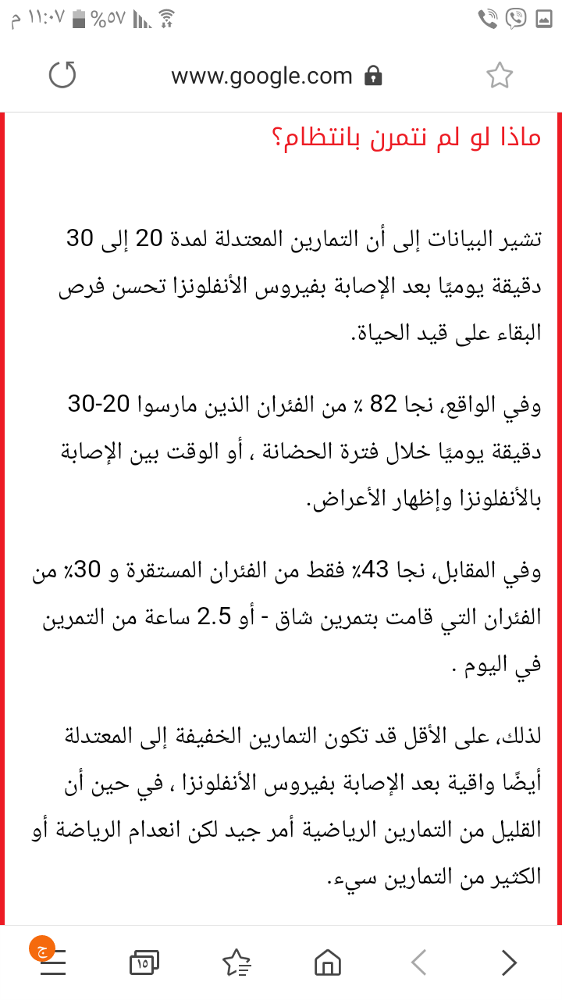 م ١١:٠٧ %٥٧
www.google.com
ماذا لو لم نتمرن بانتظام؟
تشير البيانات إلى أن التمارين المعتدلة لمدة 20 إلى 30
دقيقة يوميًا بعد الإصابة بفيروس الأنفلونزا تحسن فرص
البقاء على قيد الحياة.
وفي الواقع، نجا 82 ٪ من الفئران الذين مارسوا 20-30
دقيقة يوميًا خلال فترة الحضانة ، أو الوقت بين الإصابة
بالأنفلونزا وإظهار الأعراض.
وفي المقابل، نجا 43٪ فقط من الفئران المستقرة و 30٪ من
الفئران التي قامت بتمرين شاق - أو 2.5 ساعة من التمرين
في اليوم .
لذلك، على الأقل قد تكون التمارين الخفيفة إلى المعتدلة
أيضًا واقية بعد الإصابة بفيروس الأنفلونزا ، في حين أن
القليل من التمارين الرياضية أمر جيد لكن انعدام الرياضة أو
الكثير من التمارين سيء.
ج
١٥